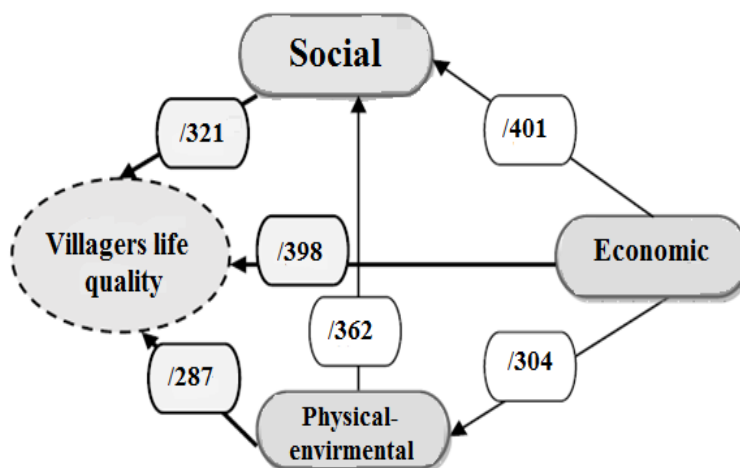 Social
/321
/401
Villagers life
quality
/398
Economic
/362
/304
/287
Physical-
envirmental